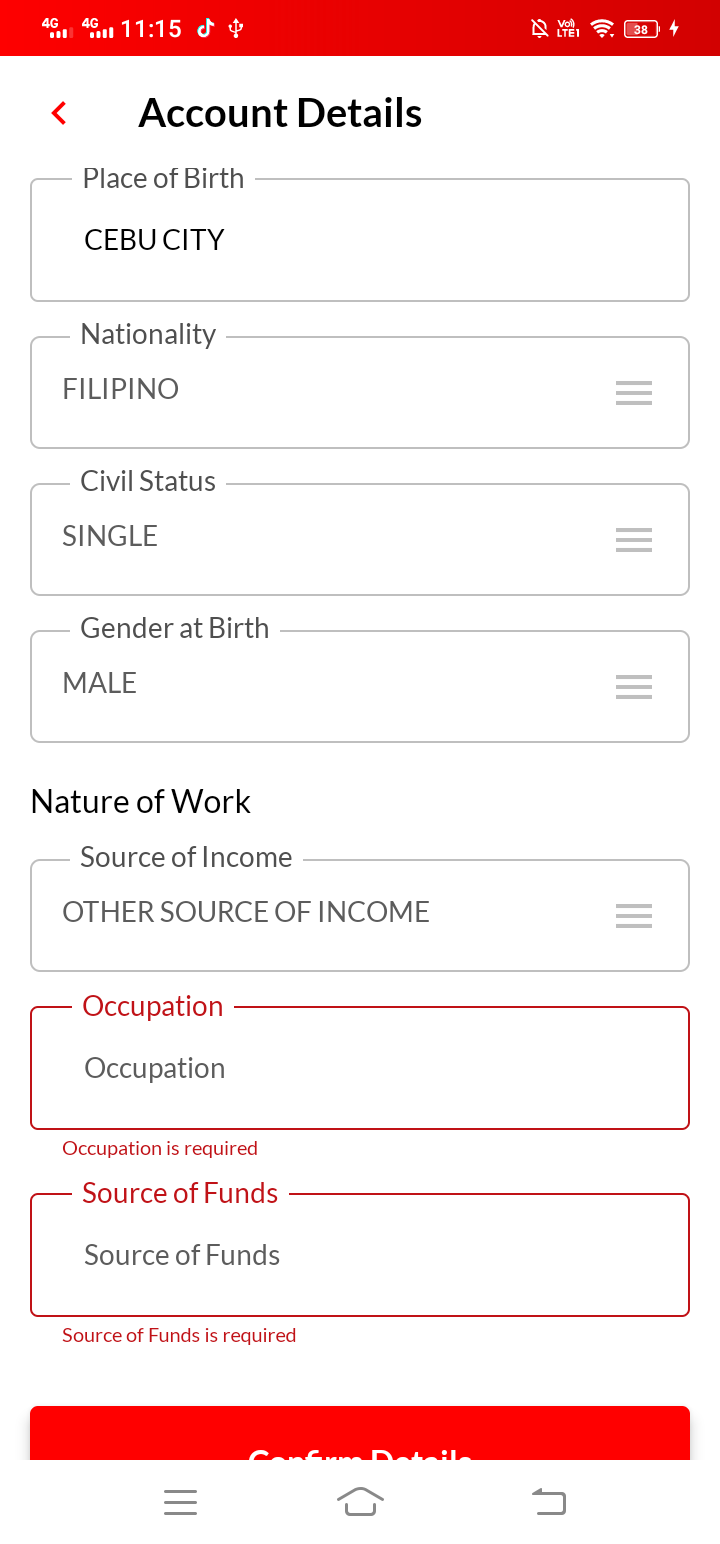 4G 4G 11:15 Vo) LTE1 38
Account Details
Place of Birth
CEBU CITY
Nationality
FILIPINO
Civil Status
SINGLE
Gender at Birth
MALE
Nature of Work
Source of Income
OTHER SOURCE OF INCOME
Occupation
Occupation
Occupation is required
Source of Funds
Source of Funds
Source of Funds is required
Confirm Details